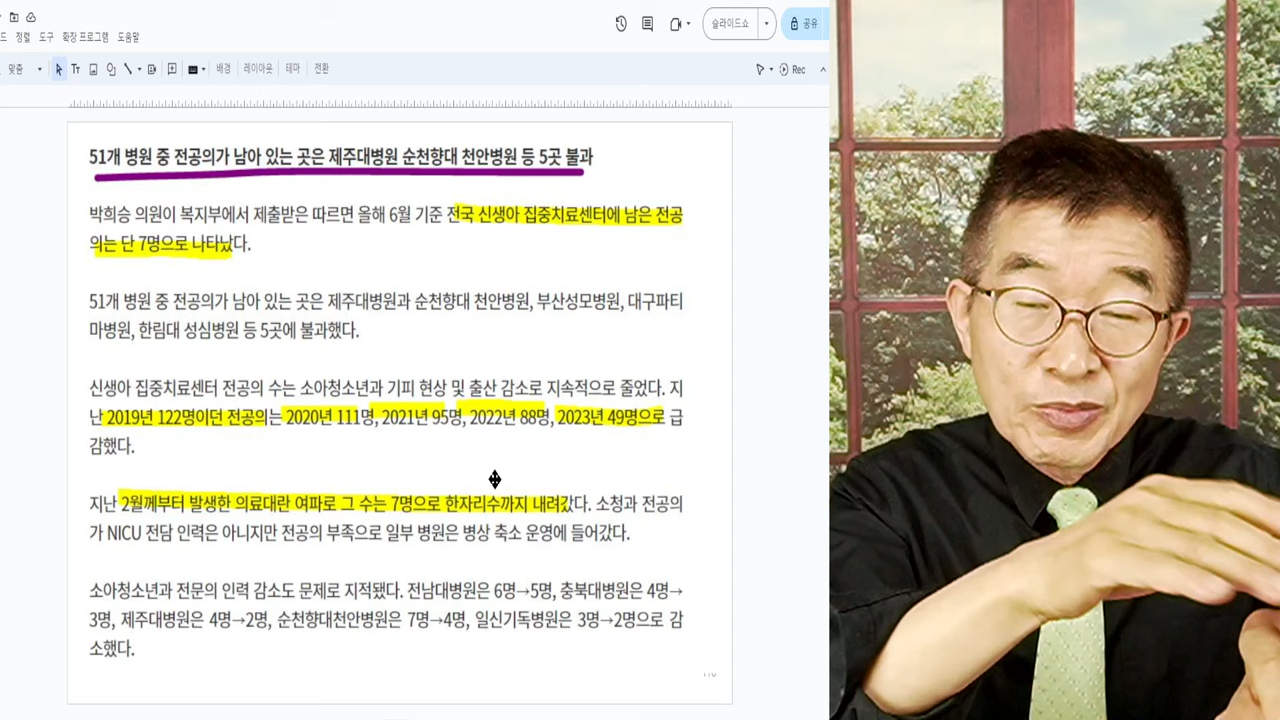 드 정렬 도구 확장 프로그램 도움말
슬라이드쇼
공유
맞춤
배경 레이아웃 테마 전환
Rec
51개 병원 중 전공의가 남아 있는 곳은 제주대병원 순천향대 천안병원 등 5곳 불과
박희승 의원이 복지부에서 제출받은 따르면 올해 6월 기준 전국 신생아 집중치료센터에 남은 전공
의는 단 7명으로 나타났다.
51개 병원 중 전공의가 남아 있는 곳은 제주대병원과 순천향대 천안병원, 부산성모병원, 대구파티
마병원, 한림대 성심병원 등 5곳에 불과했다.
신생아 집중치료센터 전공의 수는 소아청소년과 기피 현상 및 출산 감소로 지속적으로 줄었다. 지
난 2019년 122명이던 전공의는 2020년 111명, 2021년 95명, 2022년 88명, 2023년 49명으로 급
감했다.
지난 2월께부터 발생한 의료대란 여파로 그 수는 7명으로 한자리수까지 내려갔다. 소청과 전공의
가 NICU 전담 인력은 아니지만 전공의 부족으로 일부 병원은 병상 축소 운영에 들어갔다.
소아청소년과 전문의 인력 감소도 문제로 지적됐다. 전남대병원은 6명→5명, 충북대병원은 4명→
3명, 제주대병원은 4명→2명, 순천향대천안병원은 7명→4명, 일신기독병원은 3명→2명으로 감
소했다.